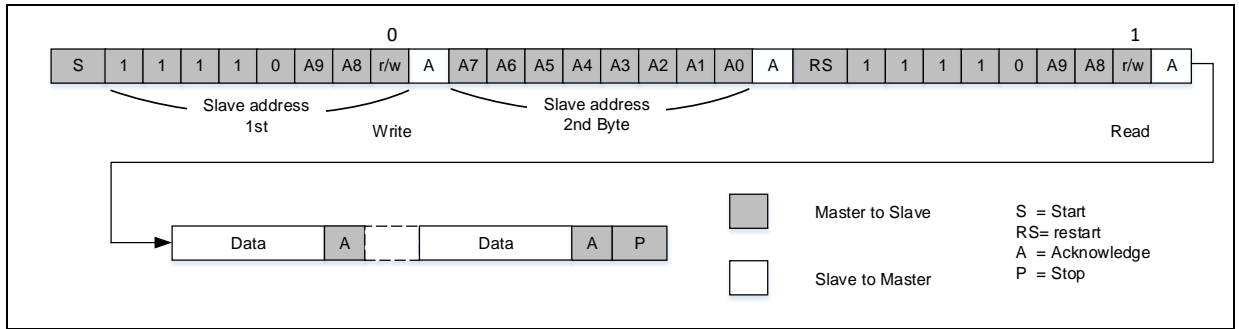 0 1
S 1 1 1 1 0 A9 A8 r/w A A7 A6 A5 A4 A3 A2 A1 A0 A RS 1 1 1 1 0 A9 A8 r/w A
Slave address
1st
Write
Slave address
2nd Byte
Read
Data A Data A P
Master to Slave
Slave to Master
S = Start
RS= restart
A = Acknowledge
P = Stop